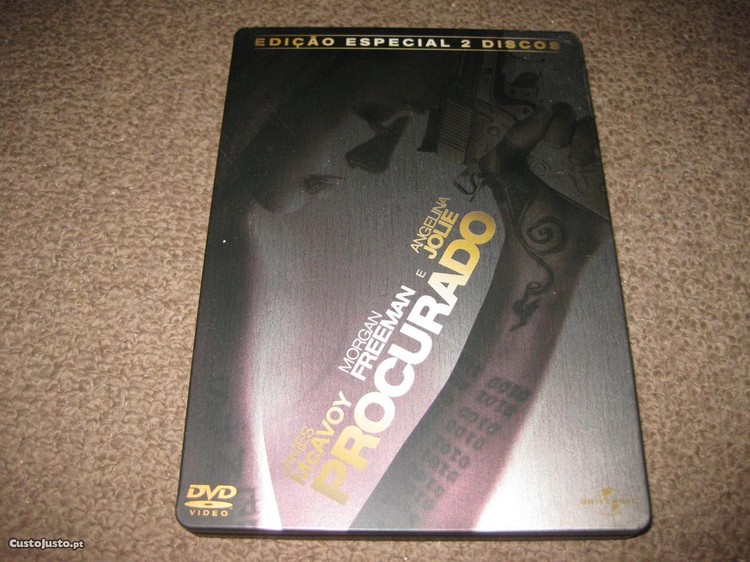 EDIÇÃO ESPECIAL 2 DISCOS
JAMES
McAVOY
MORGAN
FREEMAN
E
ANGELINA
JOLIE
PROCURADO
DVD
VIDEO
UNIVERSAL
CustoJusto.pt